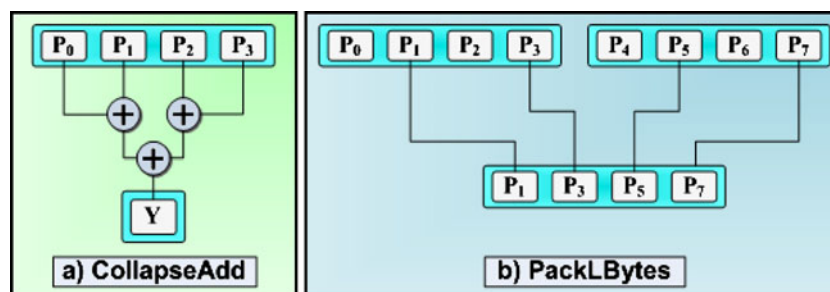 P₀ P₁ P₂ P₃
+ +
+
Y
a) CollapseAdd
P₀ P₁ P₂ P₃ P₄ P₅ P₆ P₇
P₁ P₃ P₅ P₇
b) PackLBytes